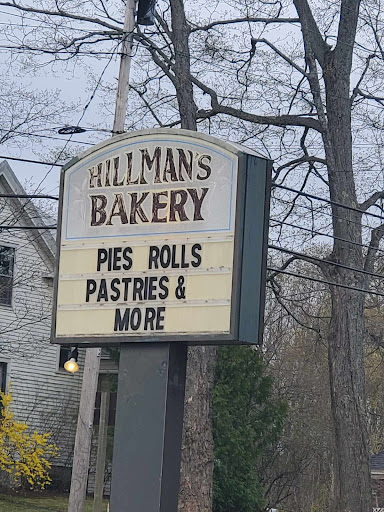 HILLMAN'S
BAKERY
PIES ROLLS
PASTRIES &
MORE